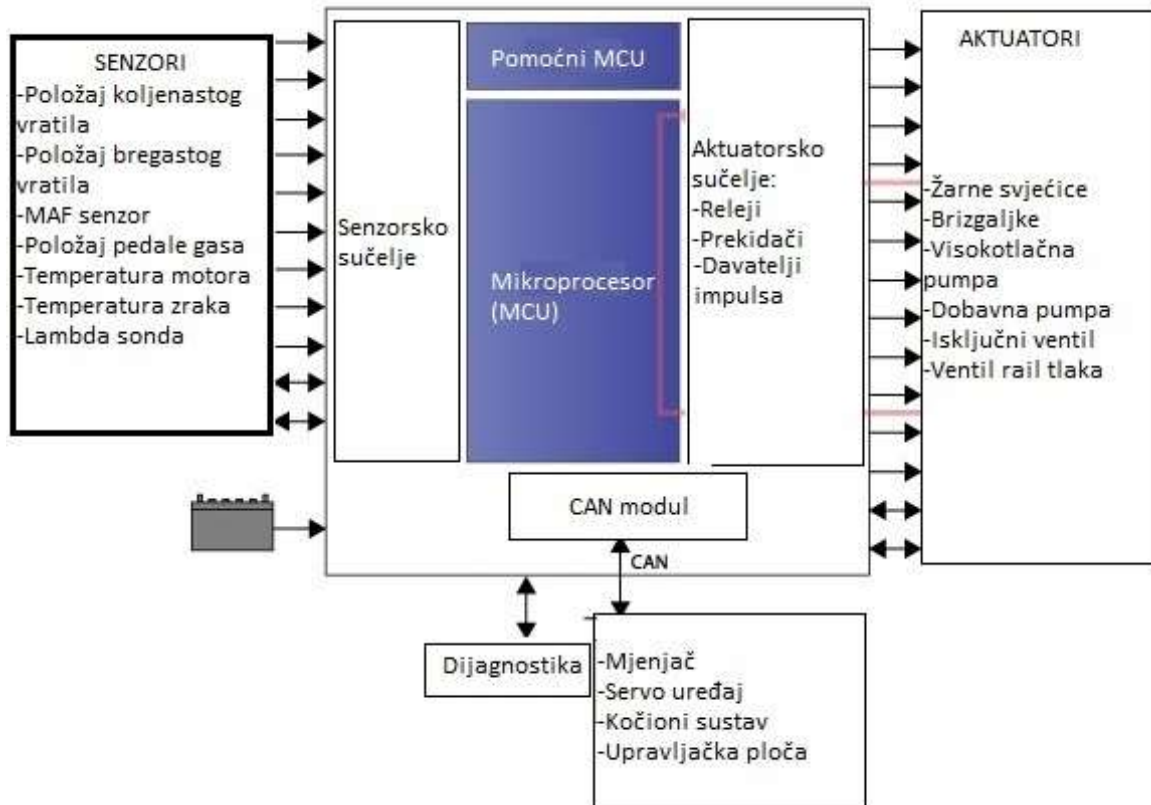 SENZORI
-Položaj koljenastog
vratila
-Položaj bregastog
vratila
-MAF senzor
-Položaj pedale gasa
-Temperatura motora
-Temperatura zraka
-Lambda sonda
Senzorsko
sučelje
Pomoćni MCU
Mikroprocesor
(MCU)
Aktuatorsko
sučelje:
-Releji
-Prekidači
-Davatelji
impulsa
AKTUATORI
-Žarne svjećice
-Brizgaljke
-Visokotlačna
pumpa
-Dobavna pumpa
-Isključni ventil
-Ventil rail tlaka
CAN modul
CAN
Dijagnostika
-Mjenjač
-Servo uređaj
-Kočioni sustav
-Upravljačka ploča